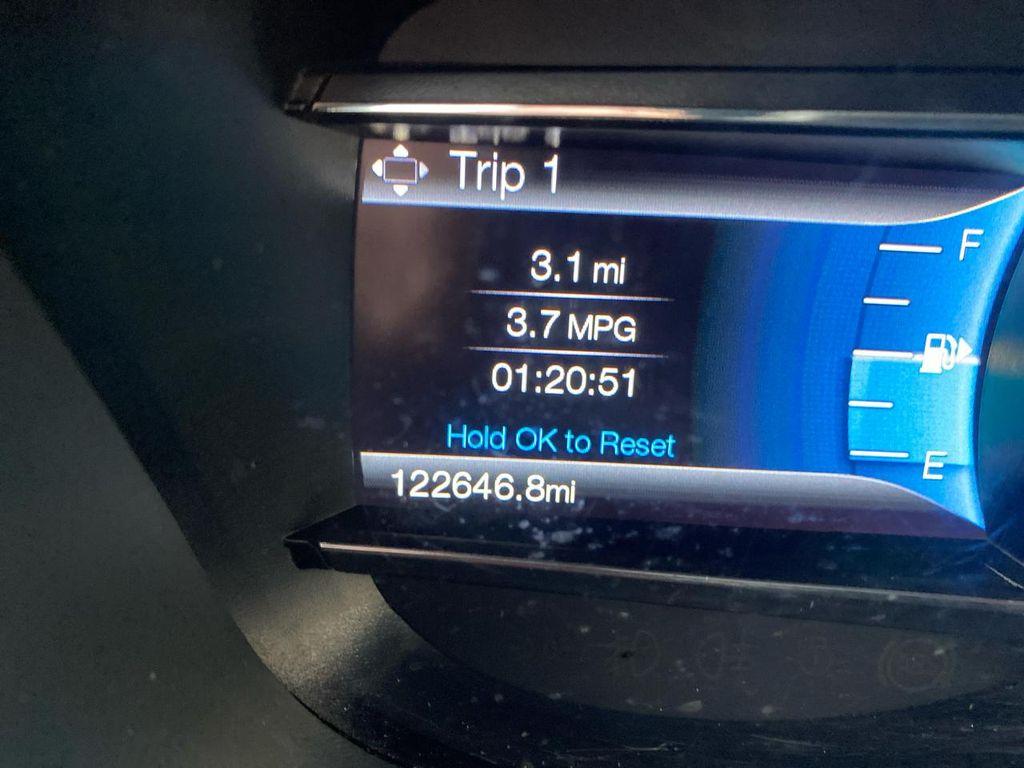 Trip 1
3.1 mi
3.7 MPG
01:20:51
Hold OK to Reset
122646.8mi
F
E